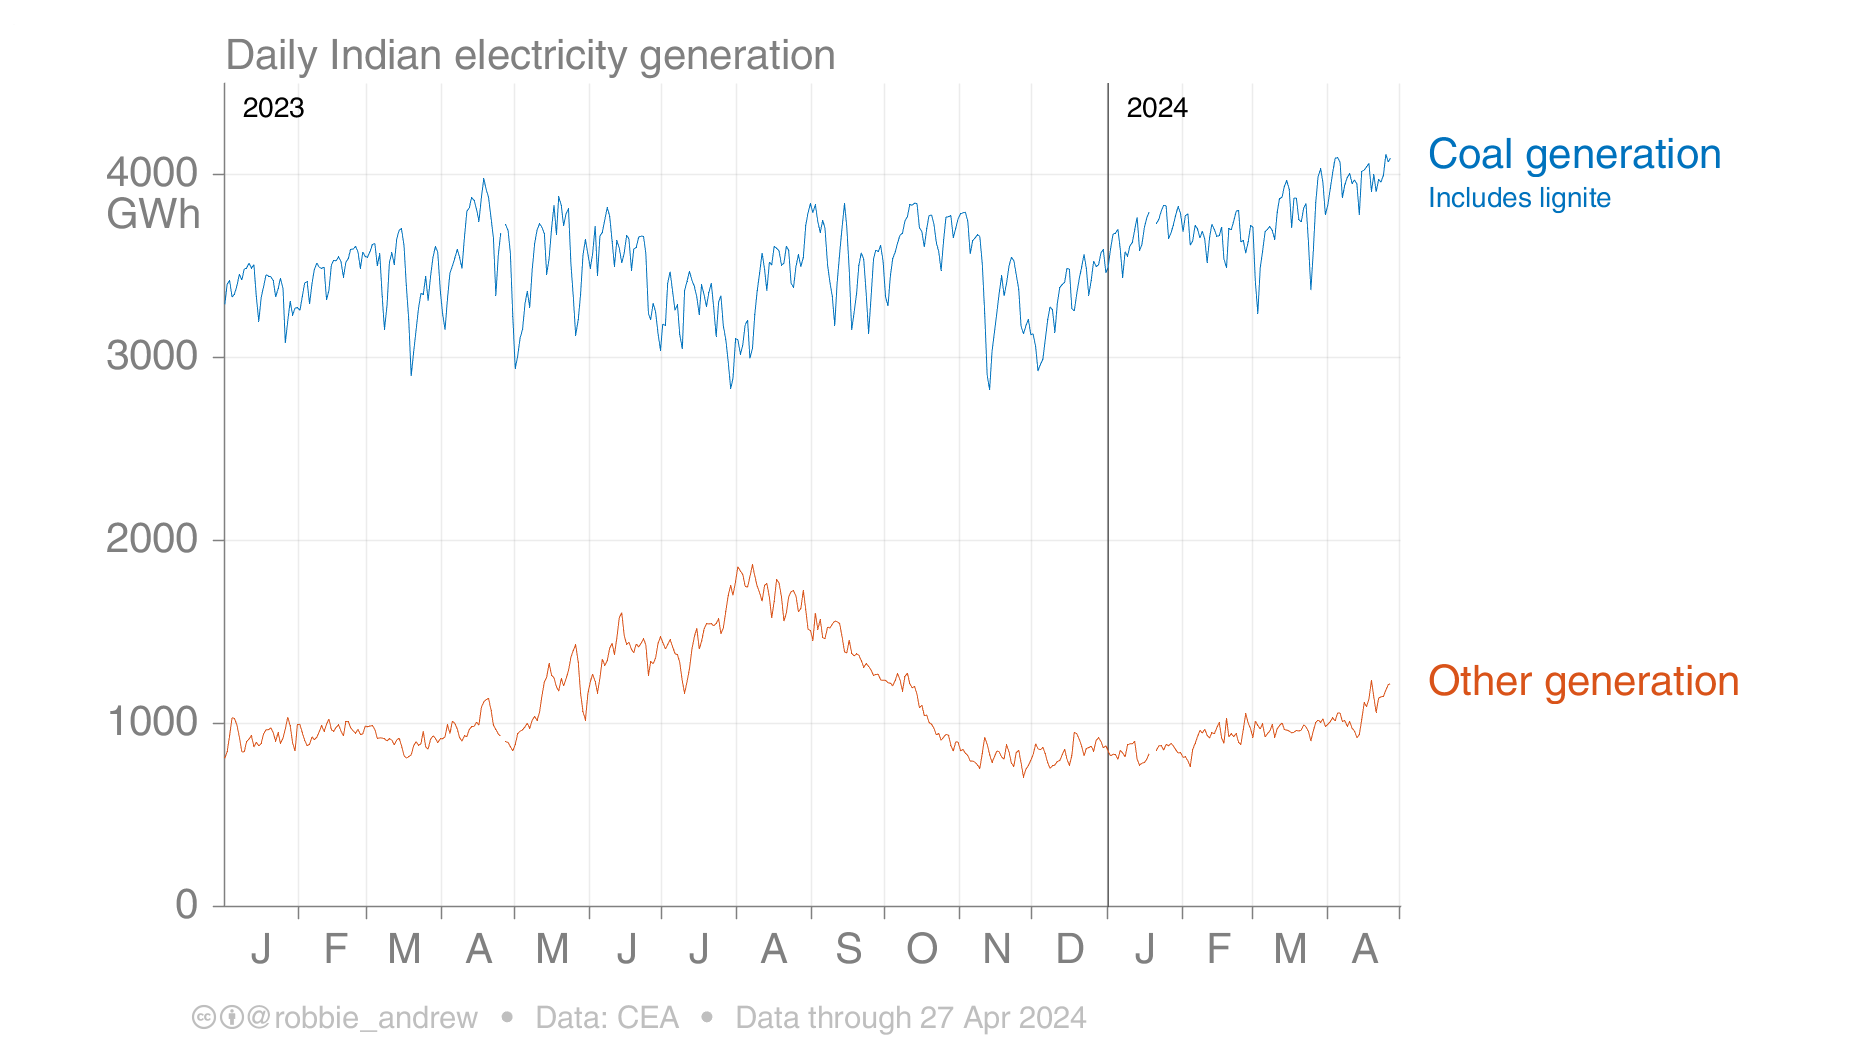 Daily Indian electricity generation
2023
2024
4000
GWh
3000
2000
1000
0
Coal generation
Includes lignite
Other generation
J F M A M J J A S O N D J F M A
@robbie_andrew • Data: CEA • Data through 27 Apr 2024